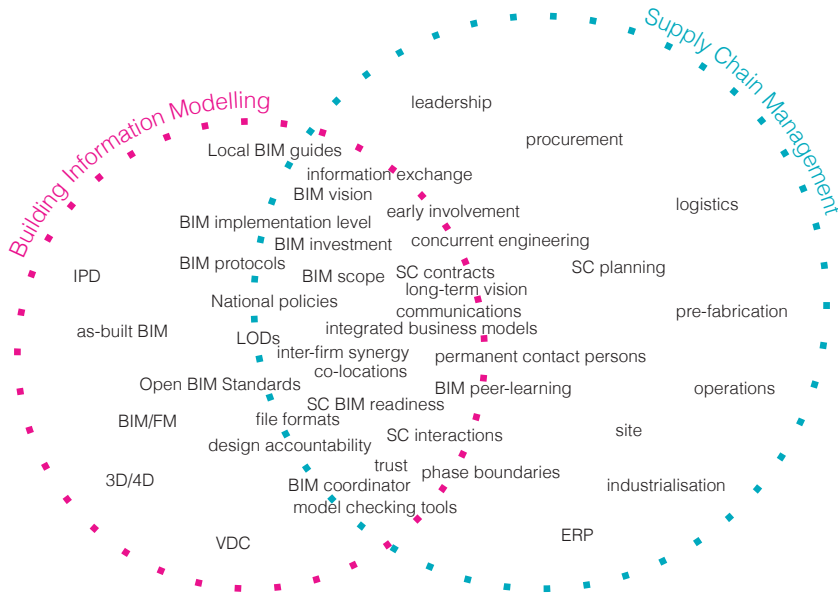 Building Information Modelling
Supply Chain Management
leadership
procurement
Local BIM guides
information exchange
BIM vision
logistics
early involvement
BIM implementation level
concurrent engineering
BIM investment
BIM protocols
SC planning
IPD
BIM scope
SC contracts
long-term vision
National policies
communications
pre-fabrication
as-built BIM
integrated business models
LODs
inter-firm synergy
permanent contact persons
co-locations
Open BIM Standards
BIM peer-learning
operations
SC BIM readiness
BIM/FM
file formats
site
SC interactions
design accountability
trust
phase boundaries
3D/4D
BIM coordinator
industrialisation
model checking tools
ERP
VDC